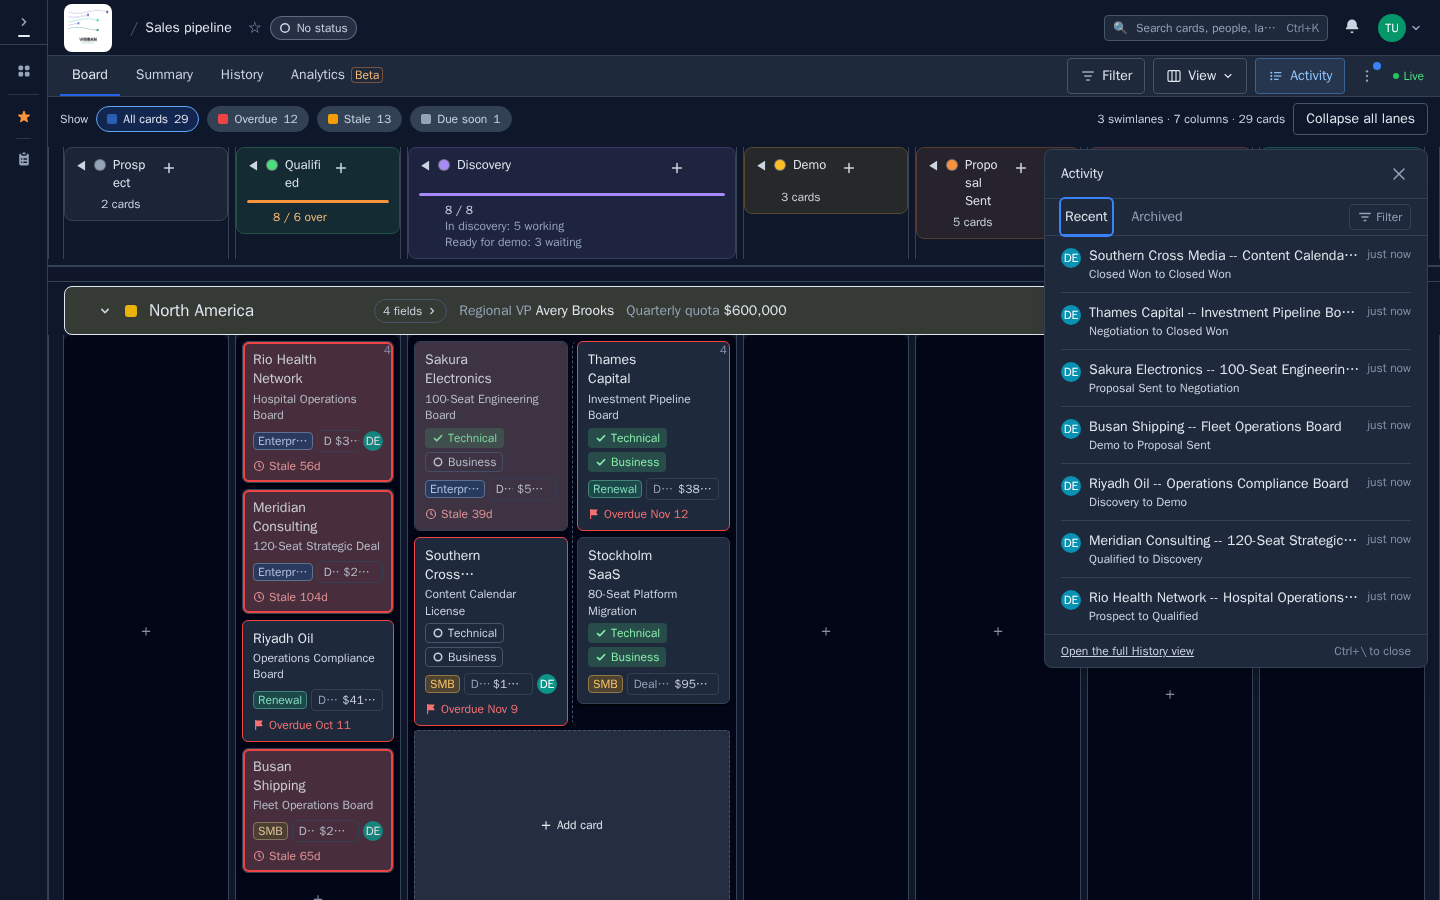 VISBAN
/ Sales pipeline
No status
Search cards, people, la··· Ctrl+K
TU
Board Summary History Analytics Beta
Filter View Activity Live
Show All cards 29 Overdue 12 Stale 13 Due soon 1
3 swimlanes · 7 columns · 29 cards Collapse all lanes
Prosp
ect
2 cards
Qualifi
ed
8 / 6 over
Discovery
8 / 8
In discovery: 5 working
Ready for demo: 3 waiting
Demo
3 cards
Propo
sal
Sent
5 cards
North America 4 fields Regional VP Avery Brooks Quarterly quota $600,000
4
Rio Health
Network
Hospital Operations
Board
Enterpr··· D $3··· DE
Stale 56d
Meridian
Consulting
120-Seat Strategic Deal
Enterpr··· D·· $2···
Stale 104d
Riyadh Oil
Operations Compliance
Board
Renewal D··· $41···
Overdue Oct 11
Busan
Shipping
Fleet Operations Board
SMB D·· $2··· DE
Stale 65d
Sakura
Electronics
100-Seat Engineering
Board
Technical
Business
Enterpr··· D·· $5···
Stale 39d
Southern
Cross···
Content Calendar
License
Technical
Business
SMB D··· $1··· DE
Overdue Nov 9
4
Thames
Capital
Investment Pipeline
Board
Technical
Business
Renewal D··· $38···
Overdue Nov 12
Stockholm
SaaS
80-Seat Platform
Migration
Technical
Business
SMB Deal··· $95···
+ Add card
Activity
Recent Archived Filter
DE Southern Cross Media -- Content Calenda··· just now
Closed Won to Closed Won
DE Thames Capital -- Investment Pipeline Bo··· just now
Negotiation to Closed Won
DE Sakura Electronics -- 100-Seat Engineerin··· just now
Proposal Sent to Negotiation
DE Busan Shipping -- Fleet Operations Board just now
Demo to Proposal Sent
DE Riyadh Oil -- Operations Compliance Board just now
Discovery to Demo
DE Meridian Consulting -- 120-Seat Strategic··· just now
Qualified to Discovery
DE Rio Health Network -- Hospital Operations··· just now
Prospect to Qualified
Open the full History view Ctrl+\ to close